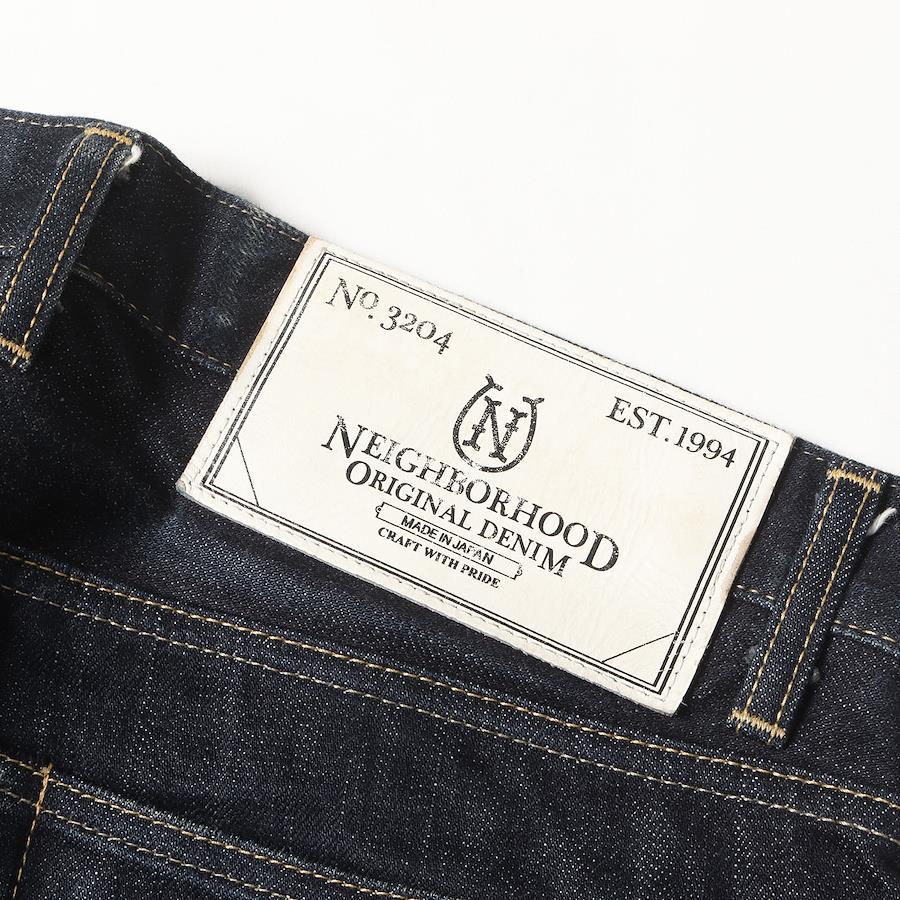 No. 3204
EST. 1994
N
NEIGHBORHOOD
ORIGINAL DENIM
MADE IN JAPAN
CRAFT WITH PRIDE